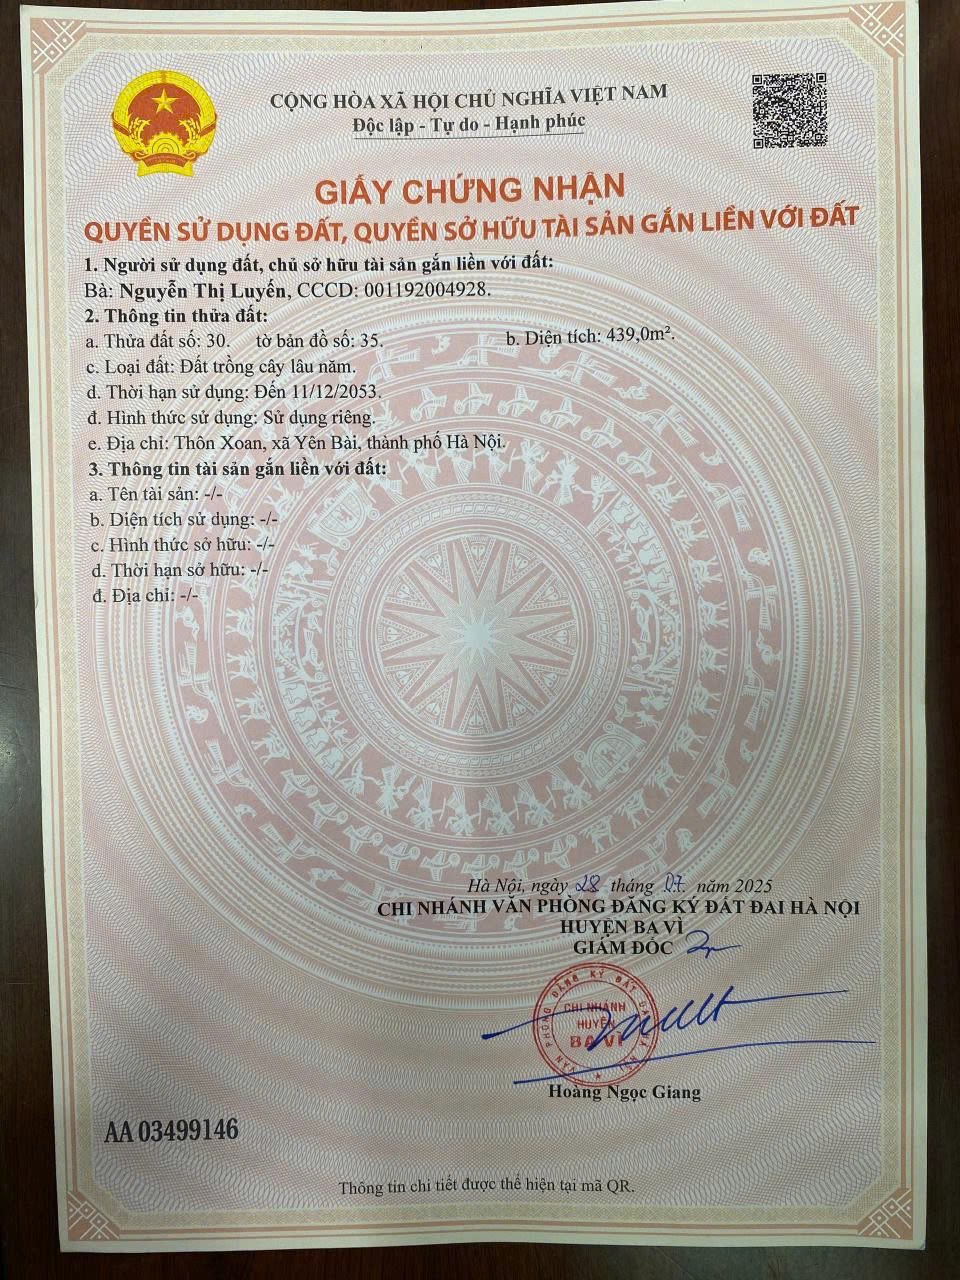 CỘNG HÒA XÃ HỘI CHỦ NGHĨA VIỆT NAM
Độc lập - Tự do - Hạnh phúc
GIẤY CHỨNG NHẬN
QUYỀN SỬ DỤNG ĐẤT, QUYỀN SỞ HỮU TÀI SẢN GẮN LIỀN VỚI ĐẤT
1. Người sử dụng đất, chủ sở hữu tài sản gắn liền với đất:
Bà: Nguyễn Thị Luyến, CCCD: 001192004928.
2. Thông tin thửa đất:
a. Thửa đất số: 30. tờ bản đồ số: 35. b. Diện tích: 439,0m².
c. Loại đất: Đất trồng cây lâu năm.
d. Thời hạn sử dụng: Đến 11/12/2053.
đ. Hình thức sử dụng: Sử dụng riêng.
e. Địa chỉ: Thôn Xoan, xã Yên Bài, thành phố Hà Nội.
3. Thông tin tài sản gắn liền với đất:
a. Tên tài sản: -/-
b. Diện tích sử dụng: -/-
c. Hình thức sở hữu: -/-
d. Thời hạn sở hữu: -/-
đ. Địa chỉ: -/-
Hà Nội, ngày 28 tháng 07 năm 2025
CHI NHÁNH VĂN PHÒNG ĐĂNG KÝ ĐẤT ĐAI HÀ NỘI
HUYỆN BA VÌ
GIÁM ĐỐC
VĂN PHÒNG ĐĂNG KÝ ĐẤT ĐAI HÀ NỘI
CHI NHÁNH
HUYỆN
BA VÌ
Hoàng Ngọc Giang
AA 03499146
Thông tin chi tiết được thể hiện tại mã QR.